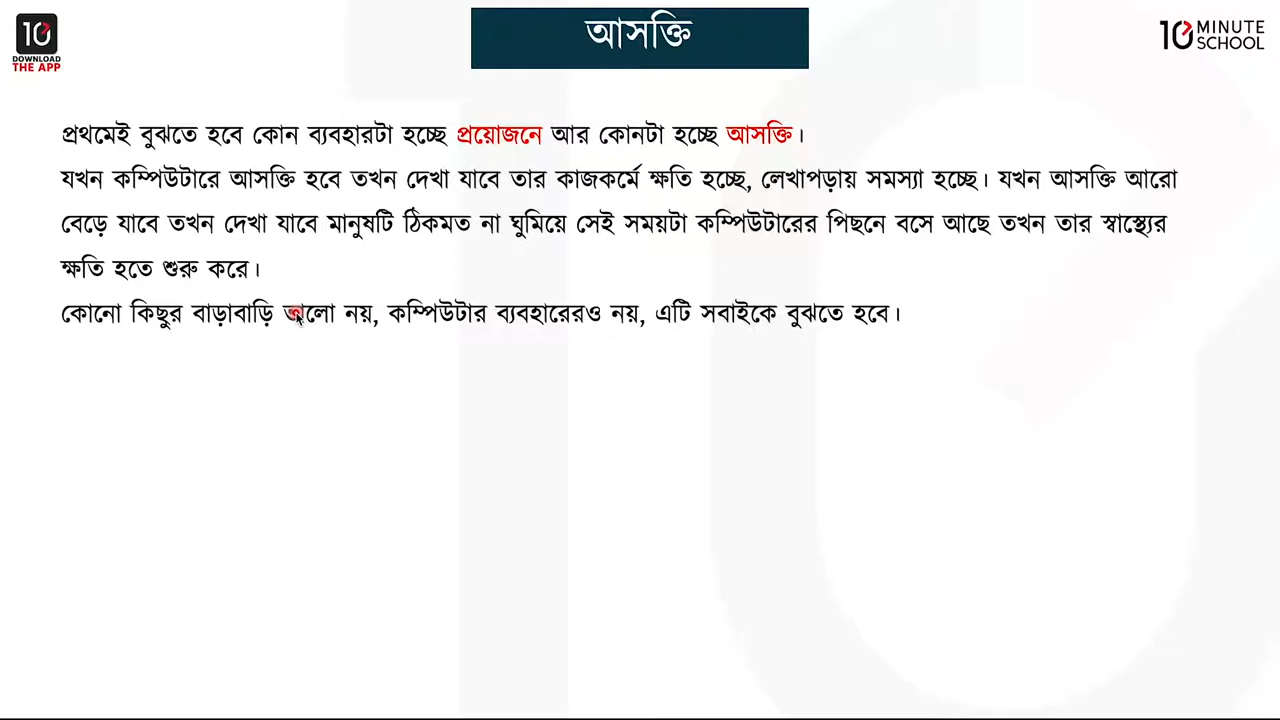 10
DOWNLOAD
THE APP
আসক্তি
10 MINUTE
SCHOOL
প্রথমেই বুঝতে হবে কোন ব্যবহারটা হচ্ছে প্রয়োজনে আর কোনটা হচ্ছে আসক্তি।
যখন কম্পিউটারে আসক্তি হবে তখন দেখা যাবে তার কাজকর্মে ক্ষতি হচ্ছে, লেখাপড়ায় সমস্যা হচ্ছে। যখন আসক্তি আরো
বেড়ে যাবে তখন দেখা যাবে মানুষটি ঠিকমত না ঘুমিয়ে সেই সময়টা কম্পিউটারের পিছনে বসে আছে তখন তার স্বাস্থ্যের
ক্ষতি হতে শুরু করে।
কোনো কিছুর বাড়াবাড়ি ভালো নয়, কম্পিউটার ব্যবহারেরও নয়, এটি সবাইকে বুঝতে হবে।